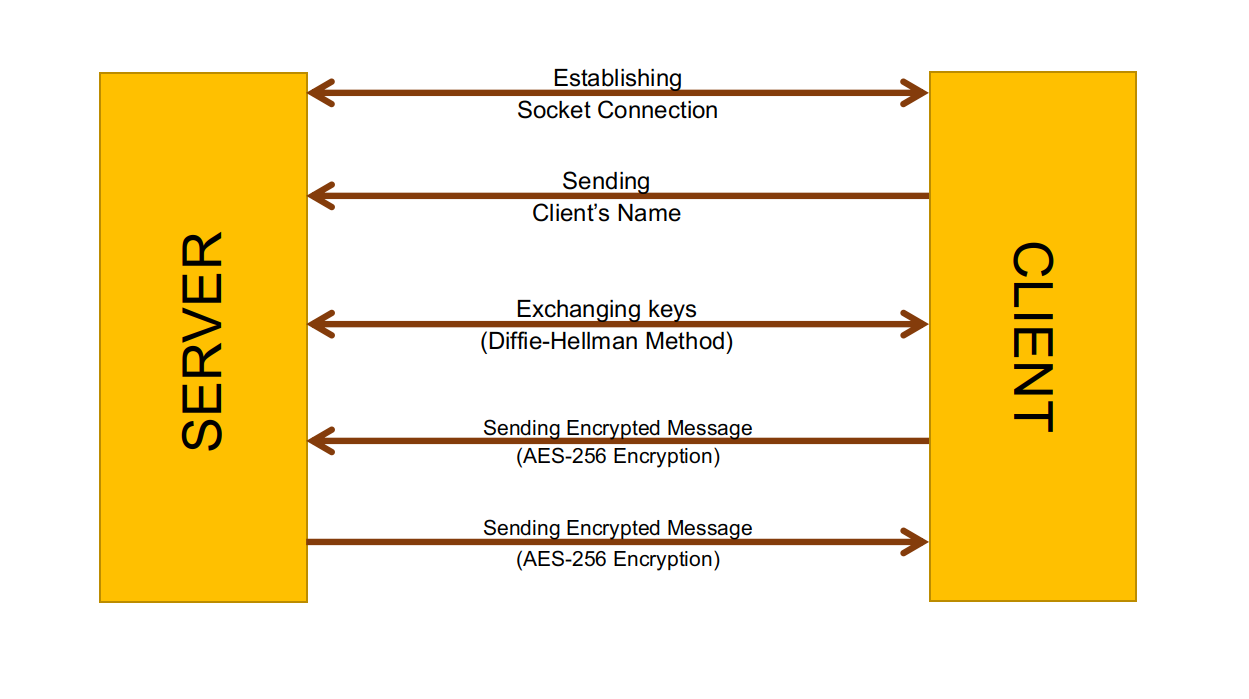 SERVER
Establishing
Socket Connection
Sending
Client’s Name
Exchanging keys
(Diffie-Hellman Method)
Sending Encrypted Message
(AES-256 Encryption)
Sending Encrypted Message
(AES-256 Encryption)
CLIENT